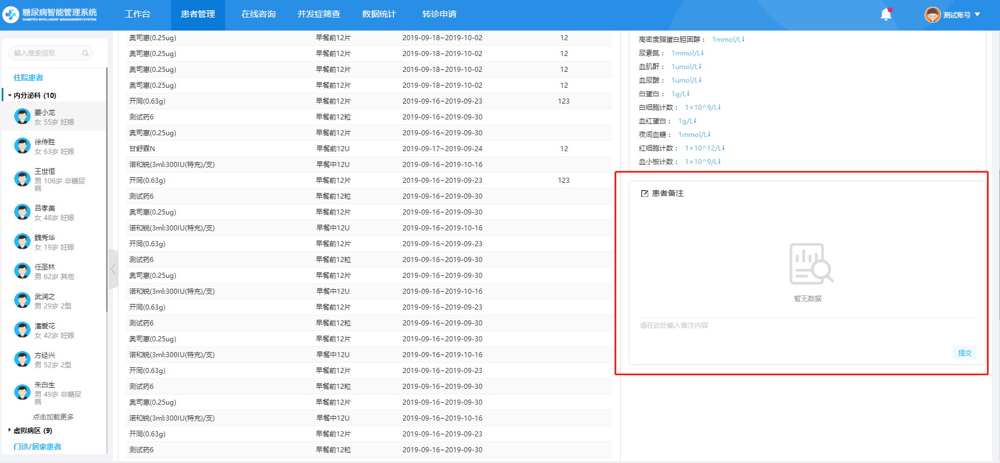 糖尿病智能管理系统
DIABETES INTELLIGENT MANAGEMENT SYSTEM
工作台 患者管理 在线咨询 并发症筛查 数据统计 转诊申请
测试账号
输入搜索信息
住院患者
内分泌科 (10)
姜小龙
女 55岁 妊娠
徐传胜
女 63岁 妊娠
王世恒
男 106岁 非糖尿
病
吕孝美
女 48岁 妊娠
魏秀华
女 19岁 妊娠
任圣林
男 62岁 其他
武润之
男 29岁 2型
潘爱花
女 42岁 妊娠
方经兴
男 52岁 2型
朱白生
男 49岁 非糖尿
病
点击加载更多
虚拟病区 (9)
门诊/居家患者
奥司惠(0.25ug) 早餐前12片 2019-09-18~2019-10-02 12
奥司惠(0.25ug) 早餐前12片 2019-09-18~2019-10-02 12
奥司惠(0.25ug) 早餐前12片 2019-09-18~2019-10-02 12
奥司惠(0.25ug) 早餐前12片 2019-09-18~2019-10-02 12
开同(0.63g) 早餐前12片 2019-09-16~2019-09-23 123
测试药6 早餐前12粒 2019-09-16~2019-09-30
奥司惠(0.25ug) 早餐前12片 2019-09-16~2019-09-30
甘舒霖N 早餐前12U 2019-09-17~2019-09-24 12
诺和锐(3ml:300IU(特充)/支) 早餐中12U 2019-09-16~2019-10-16
开同(0.63g) 早餐前12片 2019-09-16~2019-09-23 123
测试药6 早餐前12粒 2019-09-16~2019-09-30
奥司惠(0.25ug) 早餐前12片 2019-09-16~2019-09-30
诺和锐(3ml:300IU(特充)/支) 早餐中12U 2019-09-16~2019-10-16
开同(0.63g) 早餐前12片 2019-09-16~2019-09-23
测试药6 早餐前12粒 2019-09-16~2019-09-30
奥司惠(0.25ug) 早餐前12片 2019-09-16~2019-09-30
诺和锐(3ml:300IU(特充)/支) 早餐中12U 2019-09-16~2019-10-16
开同(0.63g) 早餐前12片 2019-09-16~2019-09-23
测试药6 早餐前12粒 2019-09-16~2019-09-30
奥司惠(0.25ug) 早餐前12片 2019-09-16~2019-09-30
诺和锐(3ml:300IU(特充)/支) 早餐中12U 2019-09-16~2019-10-16
开同(0.63g) 早餐前12片 2019-09-16~2019-09-23
测试药6 早餐前12粒 2019-09-16~2019-09-30
奥司惠(0.25ug) 早餐前12片 2019-09-16~2019-09-30
诺和锐(3ml:300IU(特充)/支) 早餐中12U 2019-09-16~2019-10-16
开同(0.63g) 早餐前12片 2019-09-16~2019-09-23
测试药6 早餐前12粒 2019-09-16~2019-09-30
高密度脂蛋白胆固醇： 1mmol/L↓
尿素氮： 1mmol/L↓
血肌酐： 1umol/L↓
血尿酸： 1umol/L↓
白蛋白： 1g/L↓
白细胞计数： 1×10^9/L↓
血红蛋白： 1g/L↓
夜间血糖： 1mmol/L↓
红细胞计数： 1×10^12/L↓
血小板计数： 1×10^9/L↓
患者备注
暂无数据
请在此处输入备注内容
提交